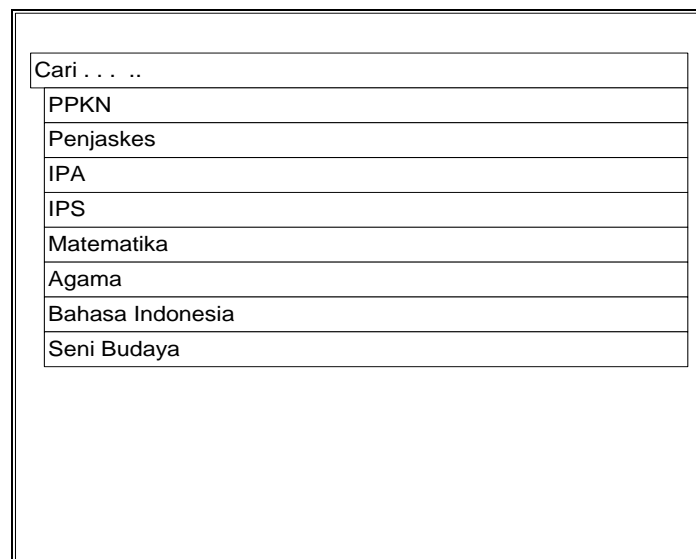 Cari . . .  ..
PPKN
Penjaskes
IPA
IPS
Matematika
Agama
Bahasa Indonesia
Seni Budaya